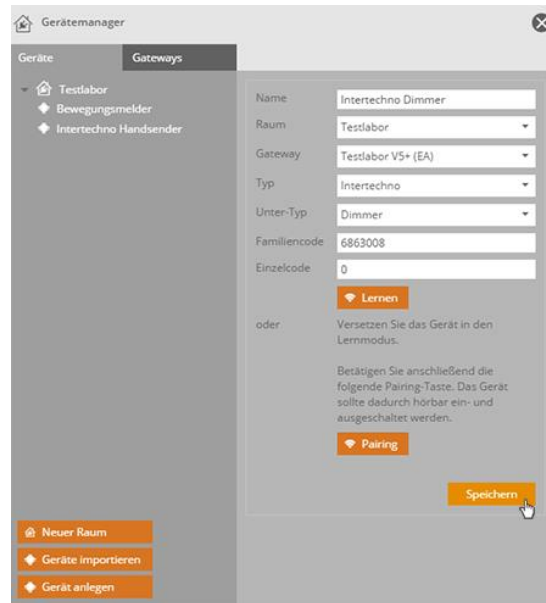 Gerätemanager
Geräte
Gateways
Testlabor
Bewegungsmelder
Intertechno Handsender
Name
Intertechno Dimmer
Raum
Testlabor
Gateway
Testlabor V5+ (EA)
Typ
Intertechno
Unter-Typ
Dimmer
Familiencode
6863008
Einzelcode
0
Lernen
oder
Versetzen Sie das Gerät in den
Lernmodus.
Betätigen Sie anschließend die
folgende Pairing-Taste. Das Gerät
sollte dadurch hörbar ein- und
ausgeschaltet werden.
Pairing
Speichern
Neuer Raum
Geräte importieren
Gerät anlegen